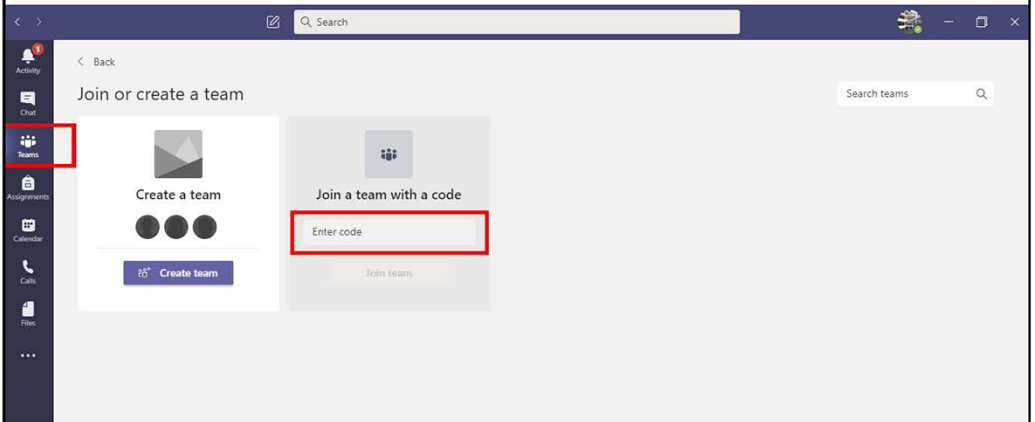 Search
1
Activity
Chat
Teams
Assignments
Calendar
Calls
Files
Back
Join or create a team
Search teams
Create a team
Create team
Join a team with a code
Enter code
Join team